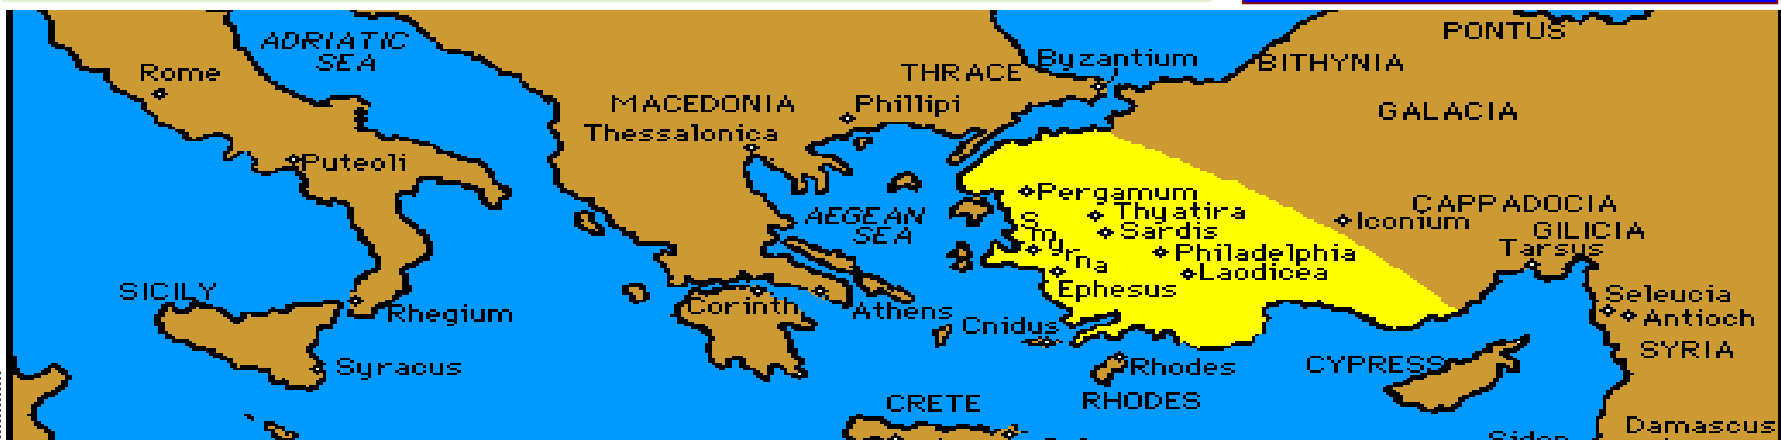 ADRIATIC
SEA
PONTUS
Byzantium
BITHYNIA
Rome
THRACE
MACEDONIA
Phillipi
GALACIA
Thessalonica
Puteoli
Pergamum
Thyatira
CAPPADOCIA
AEGEAN
SEA
Smyrna
Sardis
Iconium
GILICIA
Philadelphia
Tarsus
Laodicea
SICILY
Ephesus
Seleucia
Rhegium
Corinth
Athens
Antioch
Cnidus
SYRIA
Syracus
Rhodes
CYPRESS
CRETE
RHODES
Damascus